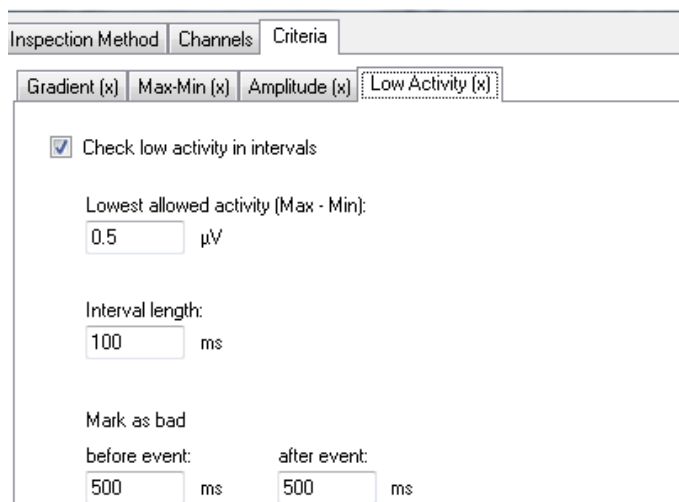 Inspection Method Channels Criteria
Gradient (x) Max-Min (x) Amplitude (x) Low Activity (x)
Check low activity in intervals
Lowest allowed activity (Max - Min):
0.5 µV
Interval length:
100 ms
Mark as bad
before event: after event:
500 ms 500 ms